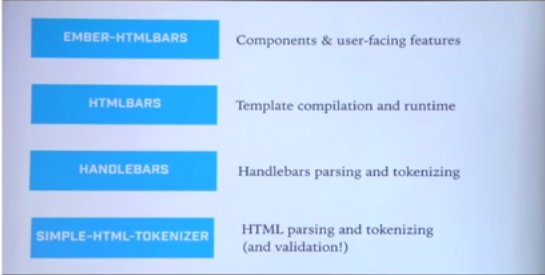 EMBER-HTMLBARS Components & user-facing features
HTMLBARS Template compilation and runtime
HANDLEBARS Handlebars parsing and tokenizing
SIMPLE-HTML-TOKENIZER HTML parsing and tokenizing
(and validation!)